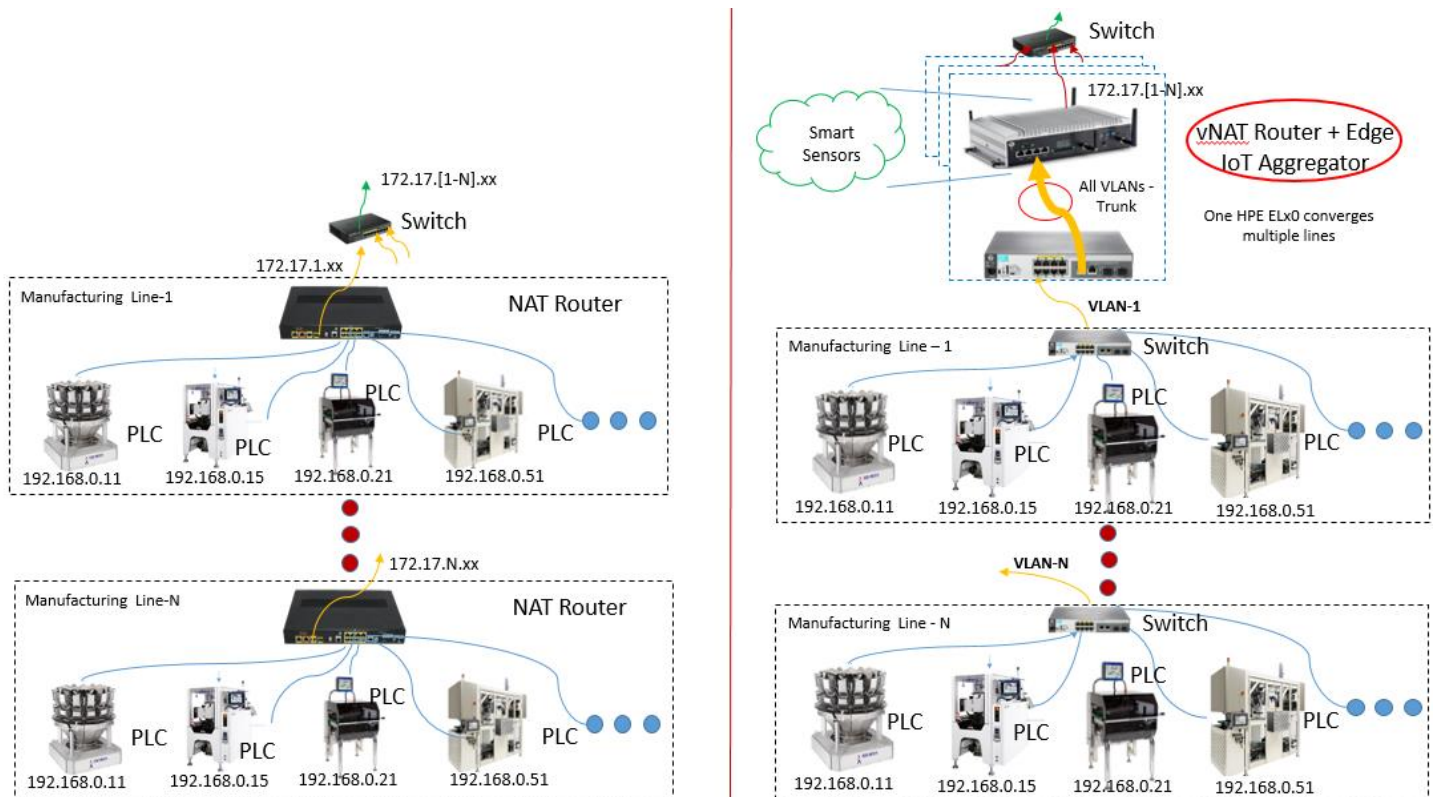 172.17.[1-N].xx
Switch
172.17.1.xx
Manufacturing Line-1
NAT Router
PLC
PLC
PLC
PLC
192.168.0.11
192.168.0.15
192.168.0.21
192.168.0.51
172.17.N.xx
Manufacturing Line-N
NAT Router
PLC
PLC
PLC
PLC
192.168.0.11
192.168.0.15
192.168.0.21
192.168.0.51
Switch
172.17.[1-N].xx
Smart
Sensors
vNAT Router + Edge
IoT Aggregator
All VLANs -
Trunk
One HPE ELx0 converges
multiple lines
VLAN-1
Manufacturing Line – 1
Switch
PLC
PLC
PLC
PLC
192.168.0.11
192.168.0.15
192.168.0.21
192.168.0.51
VLAN-N
Manufacturing Line - N
Switch
PLC
PLC
PLC
PLC
192.168.0.11
192.168.0.15
192.168.0.21
192.168.0.51